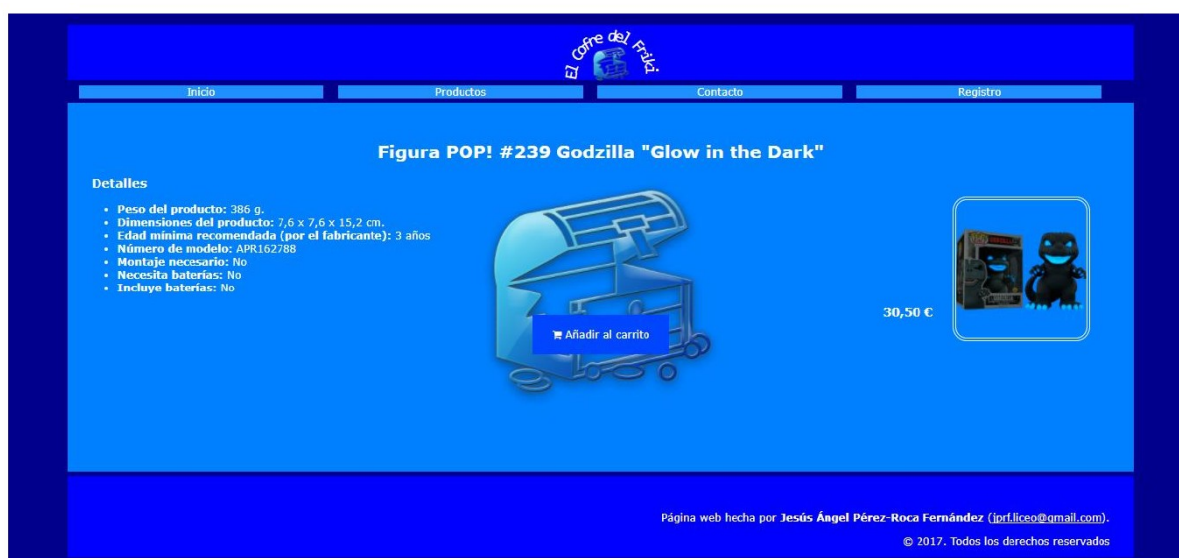 El Cofre del Friki
Inicio
Productos
Contacto
Registro
Figura POP! #239 Godzilla "Glow in the Dark"
Detalles
• Peso del producto: 386 g.
• Dimensiones del producto: 7,6 x 7,6 x 15,2 cm.
• Edad mínima recomendada (por el fabricante): 3 años
• Número de modelo: APR162788
• Montaje necesario: No
• Necesita baterías: No
• Incluye baterías: No
Añadir al carrito
30,50 €
Página web hecha por Jesús Ángel Pérez-Roca Fernández (jprf.liceo@gmail.com).
© 2017. Todos los derechos reservados